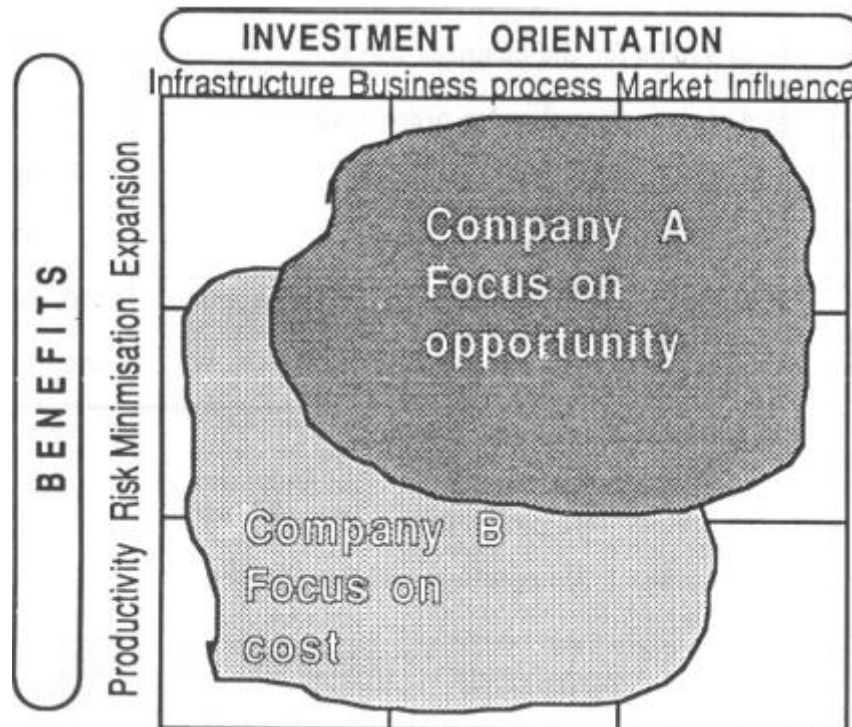 INVESTMENT ORIENTATION
Infrastructure Business process Market Influence
BENEFITS
Productivity Risk Minimisation Expansion
Company A
Focus on
opportunity
Company B
Focus on
cost